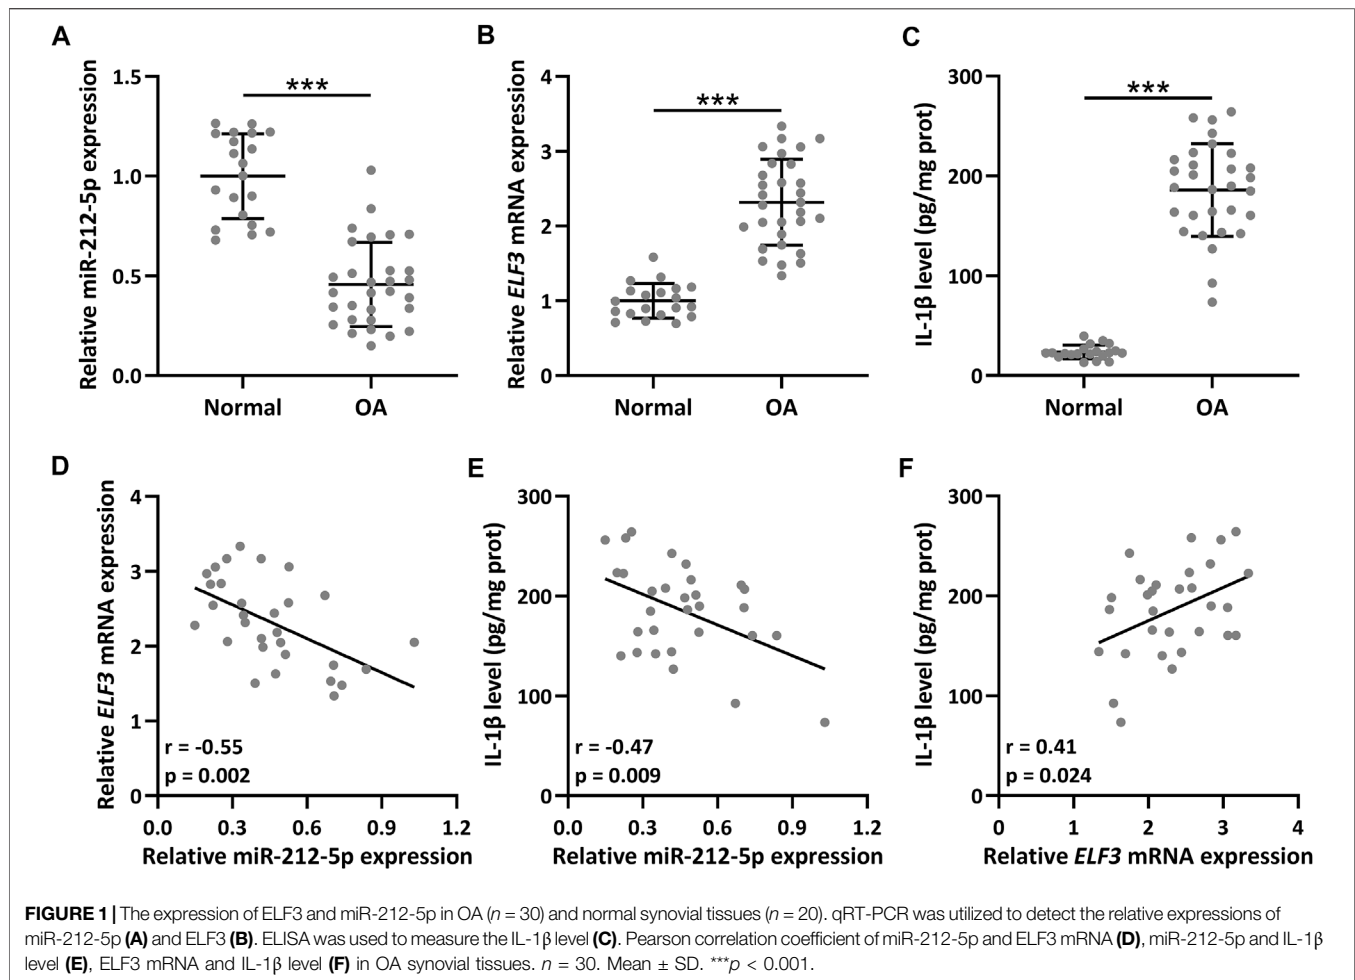 A
Relative miR-212-5p expression
1.5
1.0
0.5
0.0
***
Normal
OA
B
Relative ELF3 mRNA expression
4
3
2
1
0
***
Normal
OA
C
IL-1β level (pg/mg prot)
300
200
100
0
***
Normal
OA
D
Relative ELF3 mRNA expression
4
3
2
1
0
r = -0.55
p = 0.002
0.0 0.3 0.6 0.9 1.2
Relative miR-212-5p expression
E
IL-1β level (pg/mg prot)
300
200
100
0
r = -0.47
p = 0.009
0.0 0.3 0.6 0.9 1.2
Relative miR-212-5p expression
F
IL-1β level (pg/mg prot)
300
200
100
0
r = 0.41
p = 0.024
0 1 2 3 4
Relative ELF3 mRNA expression
FIGURE 1 | The expression of ELF3 and miR-212-5p in OA (n = 30) and normal synovial tissues (n = 20). qRT-PCR was utilized to detect the relative expressions of
miR-212-5p (A) and ELF3 (B). ELISA was used to measure the IL-1β level (C). Pearson correlation coefficient of miR-212-5p and ELF3 mRNA (D), miR-212-5p and IL-1β
level (E), ELF3 mRNA and IL-1β level (F) in OA synovial tissues. n = 30. Mean ± SD. ***p < 0.001.